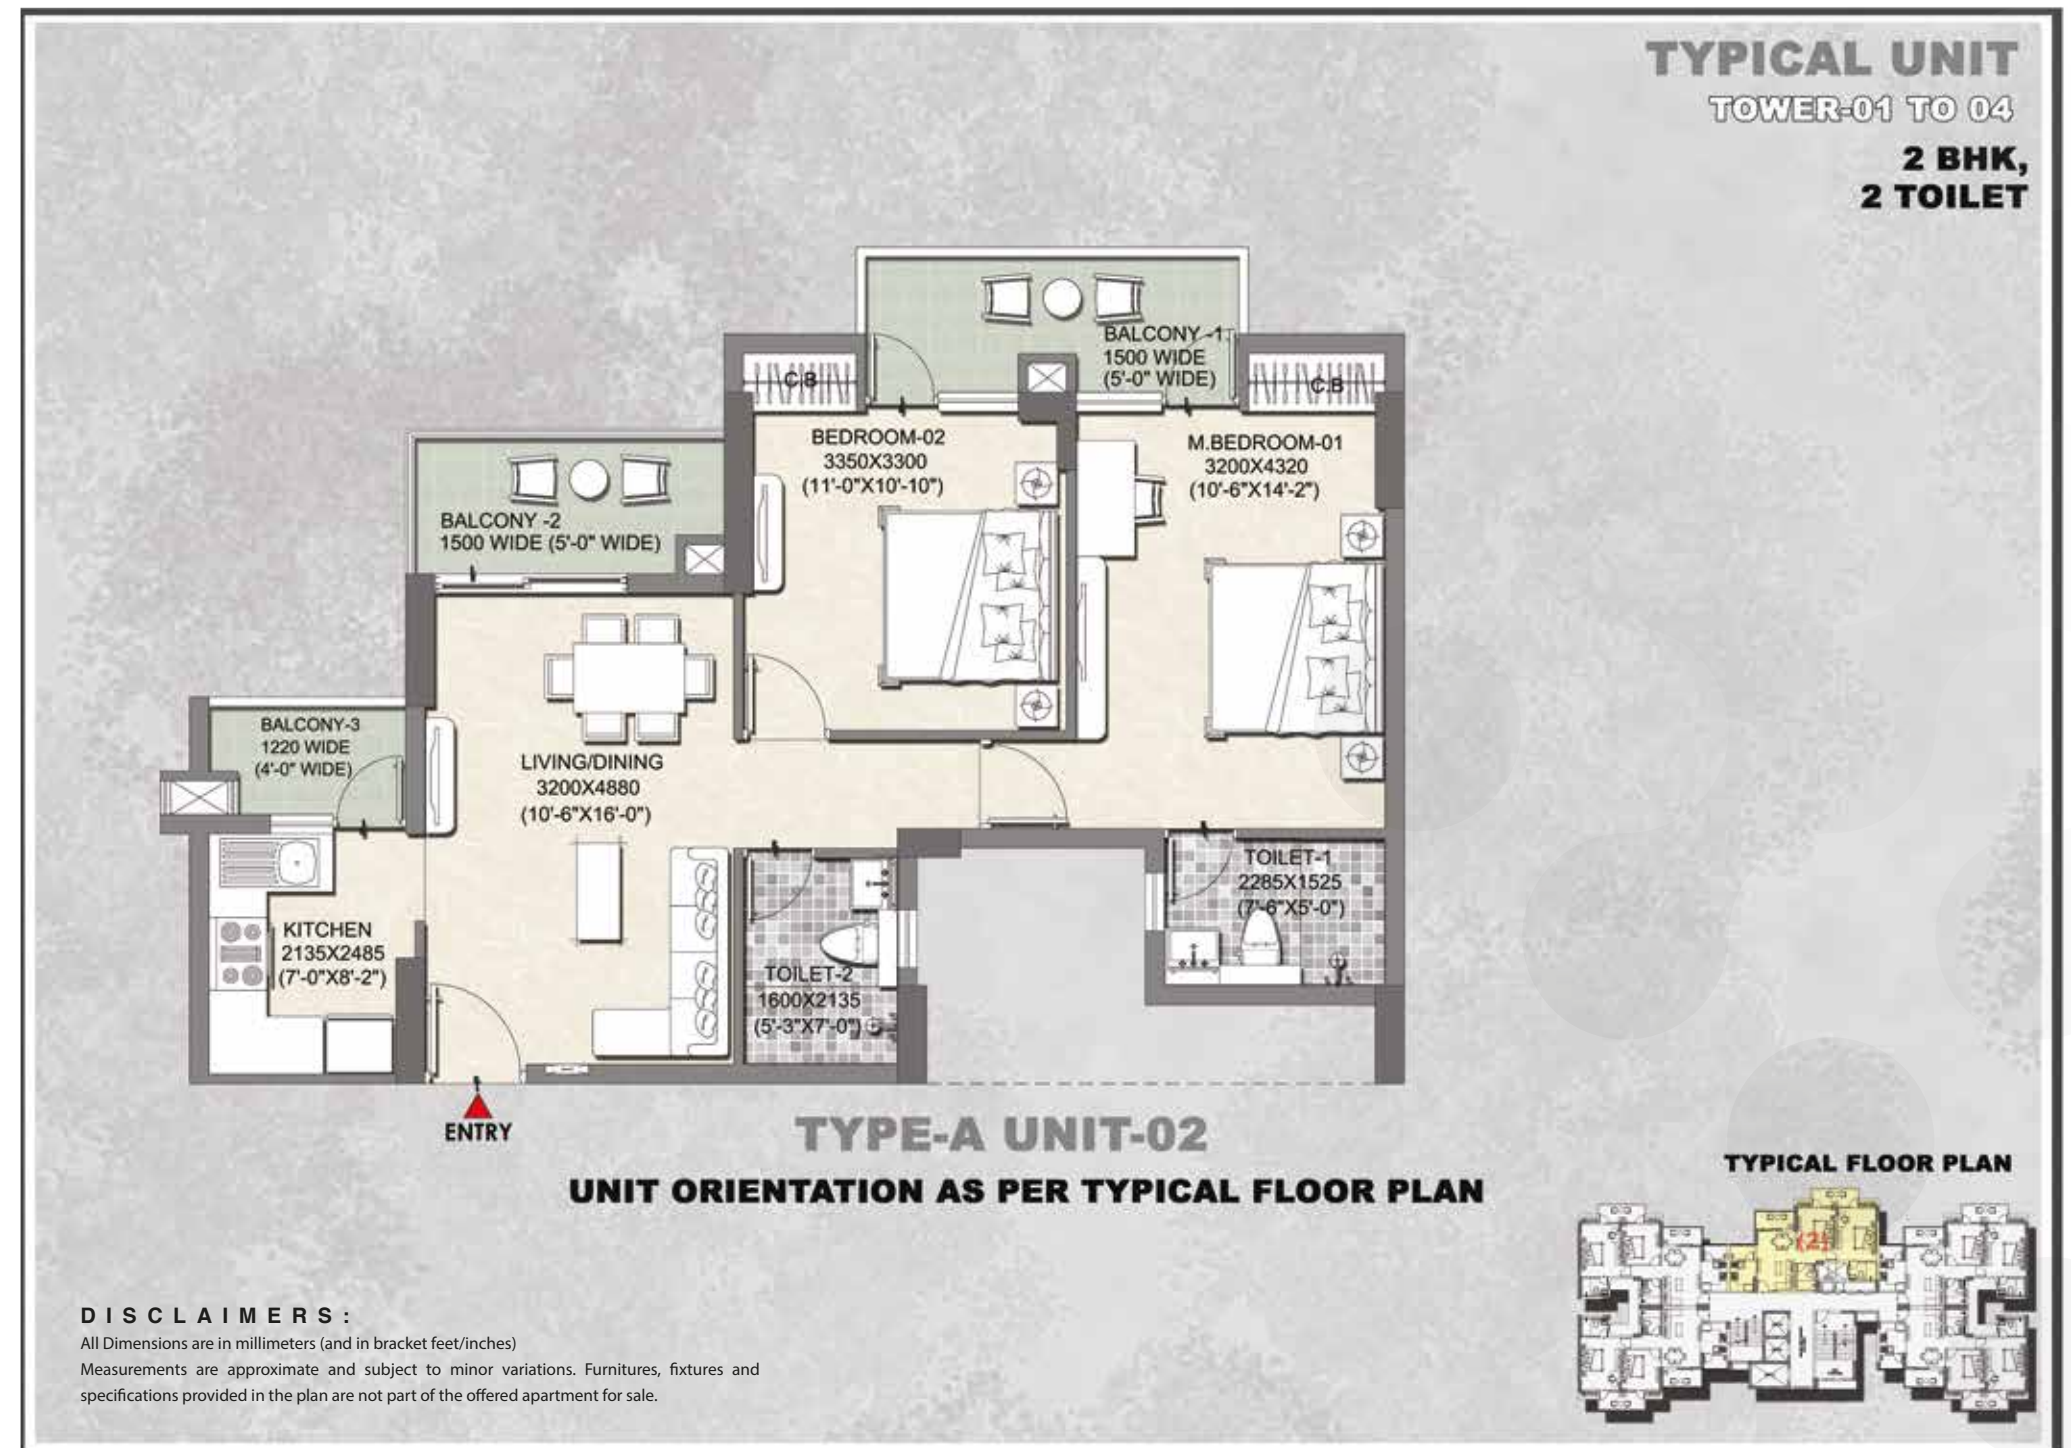 TYPICAL UNIT
TOWER-01 TO 04
2 BHK,
2 TOILET
BALCONY -1
1500 WIDE
(5'-0" WIDE)
C.B
C.B
BEDROOM-02
3350X3300
(11'-0"X10'-10")
M.BEDROOM-01
3200X4320
(10'-6"X14'-2")
BALCONY -2
1500 WIDE (5'-0" WIDE)
BALCONY-3
1220 WIDE
(4'-0" WIDE)
LIVING/DINING
3200X4880
(10'-6"X16'-0")
TOILET-1
2285X1525
(7'-6"X5'-0")
KITCHEN
2135X2485
(7'-0"X8'-2")
TOILET-2
1600X2135
(5'-3"X7'-0")
ENTRY
TYPE-A UNIT-02
UNIT ORIENTATION AS PER TYPICAL FLOOR PLAN
TYPICAL FLOOR PLAN
(2)
DISCLAIMERS:
All Dimensions are in millimeters (and in bracket feet/inches)
Measurements are approximate and subject to minor variations. Furnitures, fixtures and
specifications provided in the plan are not part of the offered apartment for sale.